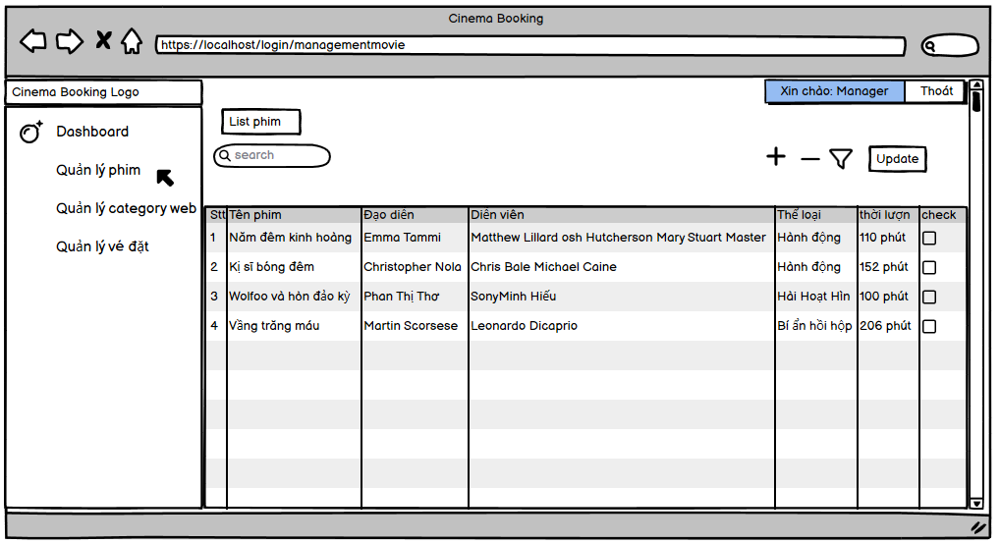 Cinema Booking
https://localhost/login/managementmovie
Cinema Booking Logo
Xin chào: Manager
Thoát
Dashboard
Quản lý phim
Quản lý category web
Quản lý vé đặt
List phim
search
Update
Stt Tên phim Đạo diễn Diễn viên Thể loại thời lượn check
1 Năm đêm kinh hoàng Emma Tammi Matthew Lillard osh Hutcherson Mary Stuart Master Hành động 110 phút
2 Kị sĩ bóng đêm Christopher Nola Chris Bale Michael Caine Hành động 152 phút
3 Wolfoo và hòn đảo kỳ Phan Thị Thơ SonyMinh Hiếu Hài Hoạt Hìn 100 phút
4 Vầng trăng máu Martin Scorsese Leonardo Dicaprio Bí ẩn hồi hộp 206 phút